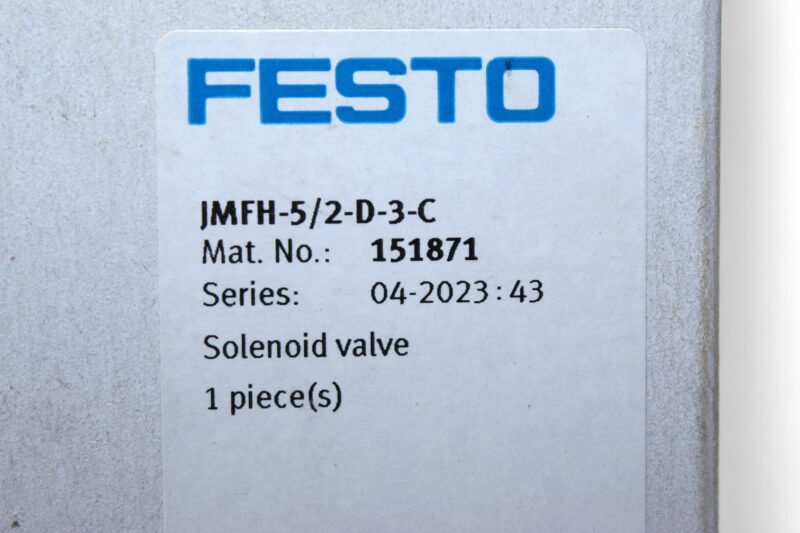 FESTO
JMFH-5/2-D-3-C
Mat. No.: 151871
Series: 04-2023:43
Solenoid valve
1 piece(s)